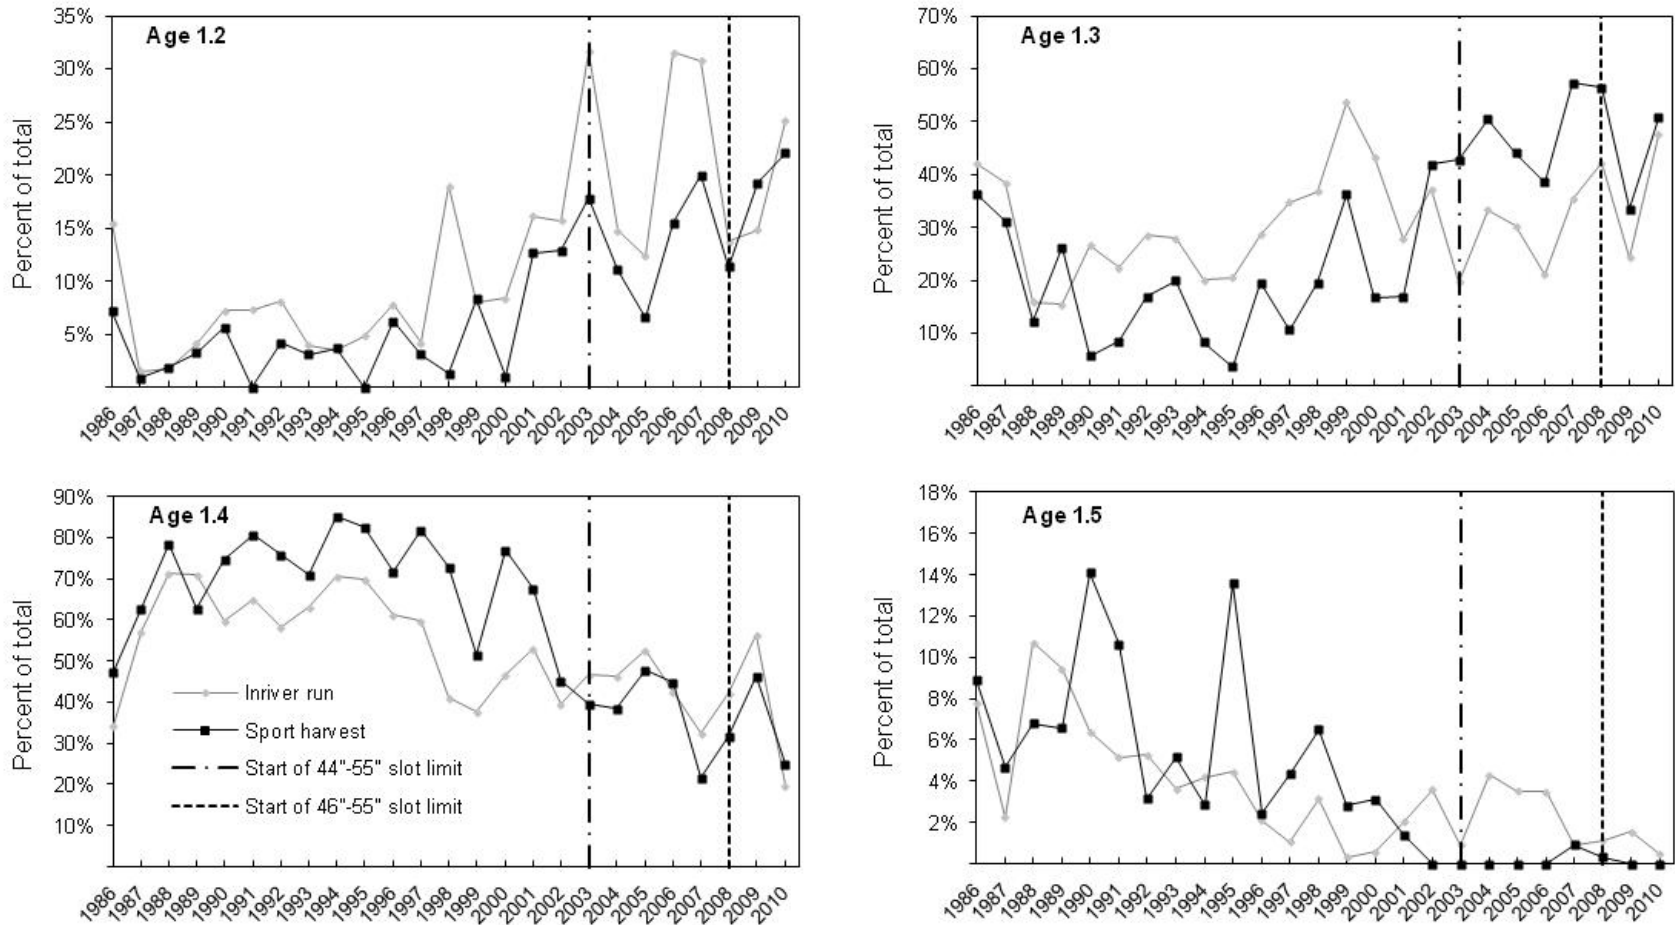 Age 1.2
Percent of total
35%
30%
25%
20%
15%
10%
5%
1986 1987 1988 1989 1990 1991 1992 1993 1994 1995 1996 1997 1998 1999 2000 2001 2002 2003 2004 2005 2006 2007 2008 2009 2010
Age 1.3
Percent of total
70%
60%
50%
40%
30%
20%
10%
1986 1987 1988 1989 1990 1991 1992 1993 1994 1995 1996 1997 1998 1999 2000 2001 2002 2003 2004 2005 2006 2007 2008 2009 2010
Age 1.4
Percent of total
90%
80%
70%
60%
50%
40%
30%
20%
10%
Inriver run
Sport harvest
Start of 44"-55" slot limit
Start of 46"-55" slot limit
1986 1987 1988 1989 1990 1991 1992 1993 1994 1995 1996 1997 1998 1999 2000 2001 2002 2003 2004 2005 2006 2007 2008 2009 2010
Age 1.5
Percent of total
18%
16%
14%
12%
10%
8%
6%
4%
2%
1986 1987 1988 1989 1990 1991 1992 1993 1994 1995 1996 1997 1998 1999 2000 2001 2002 2003 2004 2005 2006 2007 2008 2009 2010